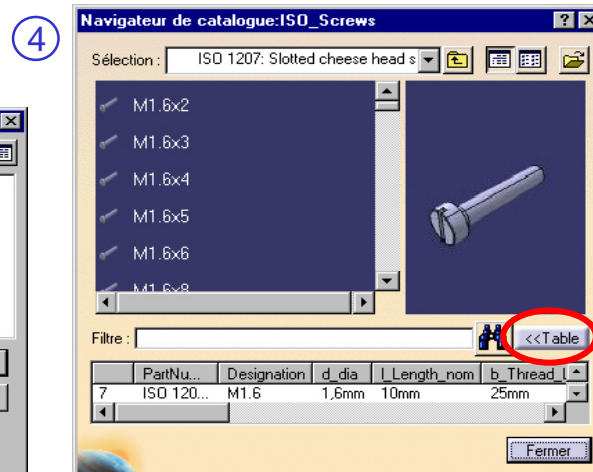 4
Navigateur de catalogue:ISO_Screws
Sélection : ISO 1207: Slotted cheese head s
M1.6x2
M1.6x3
M1.6x4
M1.6x5
M1.6x6
M1.6x8
Filtre : <<Table
PartNu... Designation d_dia l_Length_nom b_Thread_L
7 ISO 120... M1.6 1,6mm 10mm 25mm
Fermer